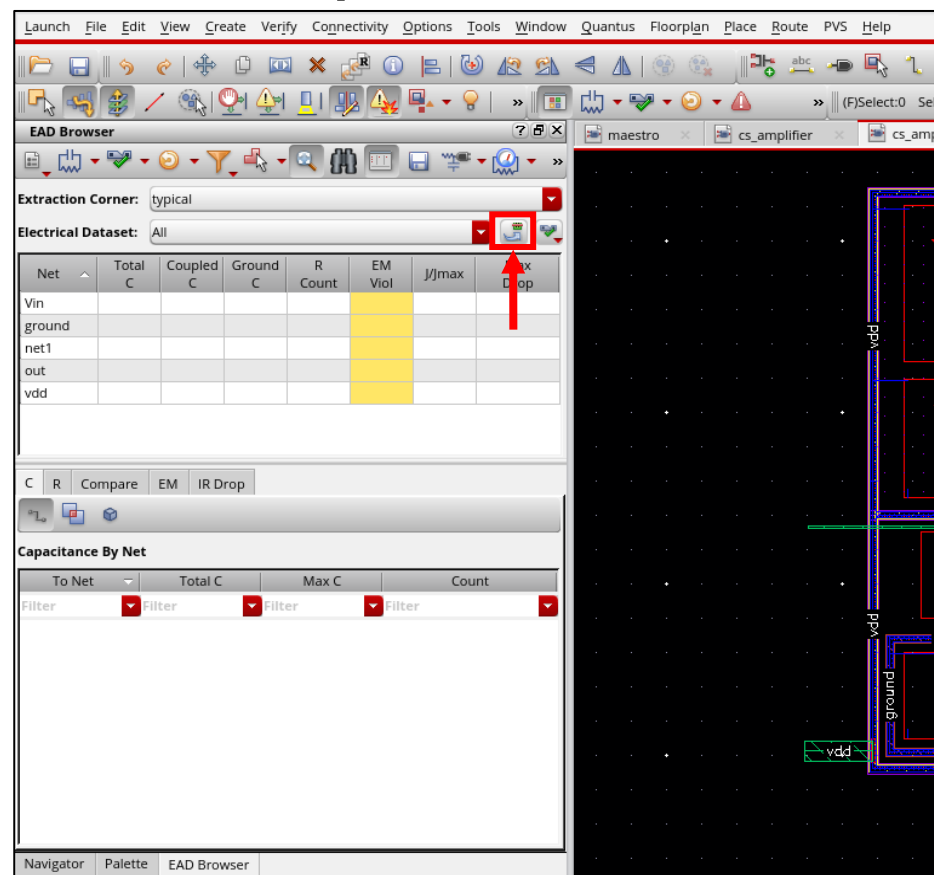 Launch File Edit View Create Verify Connectivity Options Tools Window Quantus Floorplan Place Route PVS Help
R abc
» (F)Select:0
EAD Browser ?
maestro cs_amplifier
»
Extraction Corner: typical
Electrical Dataset: All
Net Total C Coupled C Ground C R Count EM Viol J/Jmax
Vin
ground
net1
out
vdd
C R Compare EM IR Drop
Capacitance By Net
To Net Total C Max C Count
Filter Filter Filter Filter
Navigator Palette EAD Browser
vdd
vdd
ground
vdd